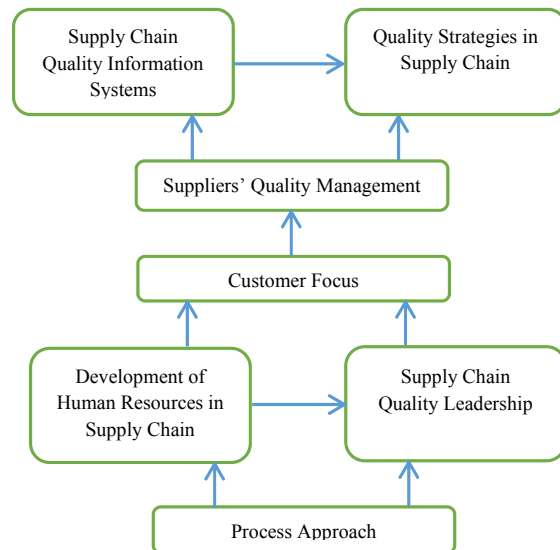 Supply Chain
Quality Information
Systems
Quality Strategies in
Supply Chain
Suppliers’ Quality Management
Customer Focus
Development of
Human Resources in
Supply Chain
Supply Chain
Quality Leadership
Process Approach